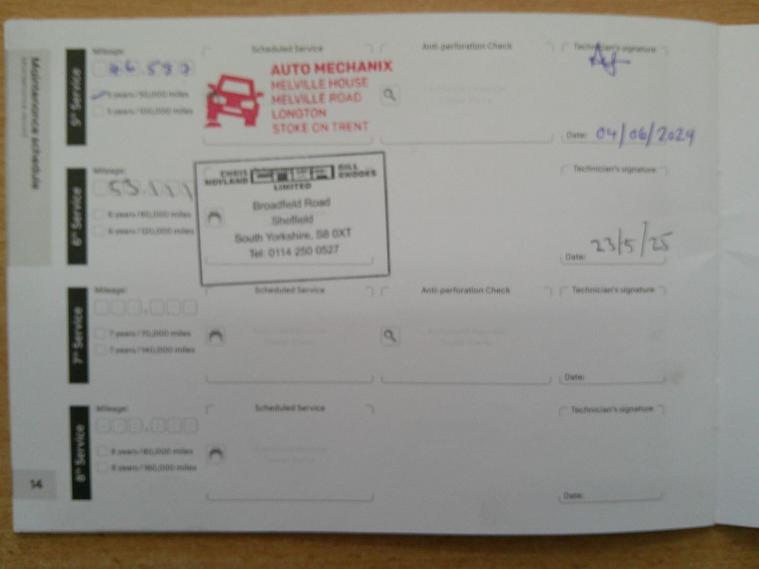 Maintenance schedule
5th Service
Mileage:
46.597
5 years/50,000 miles
5 years/100,000 miles
Scheduled Service
AUTO MECHANIX
MELVILLE HOUSE
MELVILLE ROAD
LONGTON
STOKE ON TRENT
Anti-perforation Check
Technician's signature
Date: 04/06/2024
6th Service
Mileage:
53.111
6 years/60,000 miles
6 years/120,000 miles
CHRIS HOYLAND
BILL RHODES
LIMITED
Broadfield Road
Sheffield
South Yorkshire, S8 0XT
Tel: 0114 250 0527
Technician's signature
Date: 23/5/25
7th Service
Mileage:
7 years/70,000 miles
7 years/140,000 miles
Scheduled Service
Anti-perforation Check
Technician's signature
Date:
8th Service
Mileage:
8 years/80,000 miles
8 years/160,000 miles
Scheduled Service
Technician's signature
Date:
14